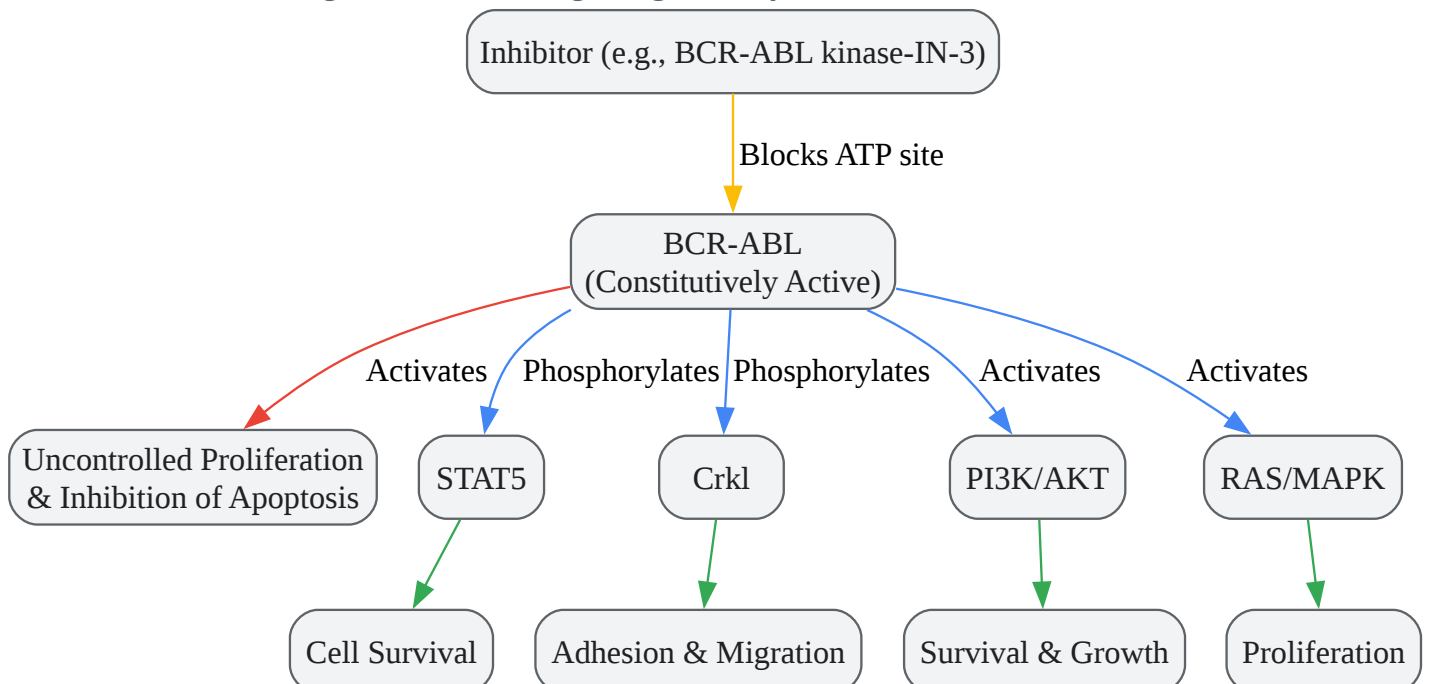 Inhibitor (e.g., BCR-ABL kinase-IN-3)
Blocks ATP site
BCR-ABL
(Constitutively Active)
Activates
Phosphorylates
Phosphorylates
Activates
Activates
Uncontrolled Proliferation
& Inhibition of Apoptosis
STAT5
Crkl
PI3K/AKT
RAS/MAPK
Cell Survival
Adhesion & Migration
Survival & Growth
Proliferation